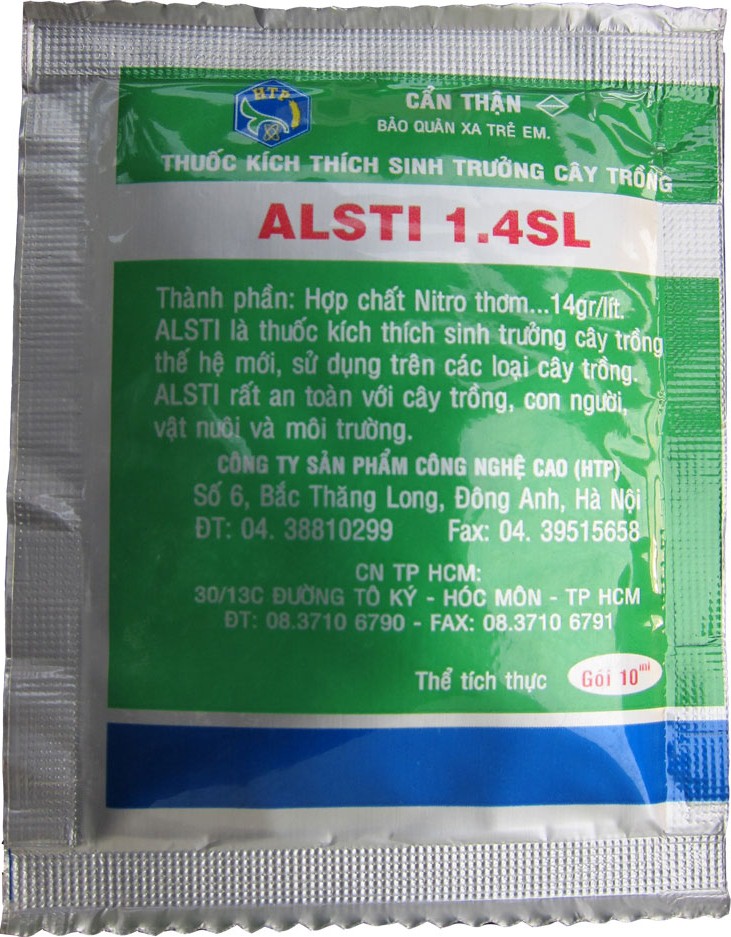 HTP
CẨN THẬN
BẢO QUẢN XA TRẺ EM.
THUỐC KÍCH THÍCH SINH TRƯỞNG CÂY TRỒNG
ALSTI 1.4SL
Thành phần: Hợp chất Nitro thơm...14gr/lít.
ALSTI là thuốc kích thích sinh trưởng cây trồng
thế hệ mới, sử dụng trên các loại cây trồng.
ALSTI rất an toàn với cây trồng, con người,
vật nuôi và môi trường.
CÔNG TY SẢN PHẨM CÔNG NGHỆ CAO (HTP)
Số 6, Bắc Thăng Long, Đông Anh, Hà Nội
ĐT: 04. 38810299 Fax: 04. 39515658
CN TP HCM:
30/13C ĐƯỜNG TÔ KÝ - HÓC MÔN - TP HCM
ĐT: 08.3710 6790 - FAX: 08.3710 6791
Thể tích thực Gói 10ml